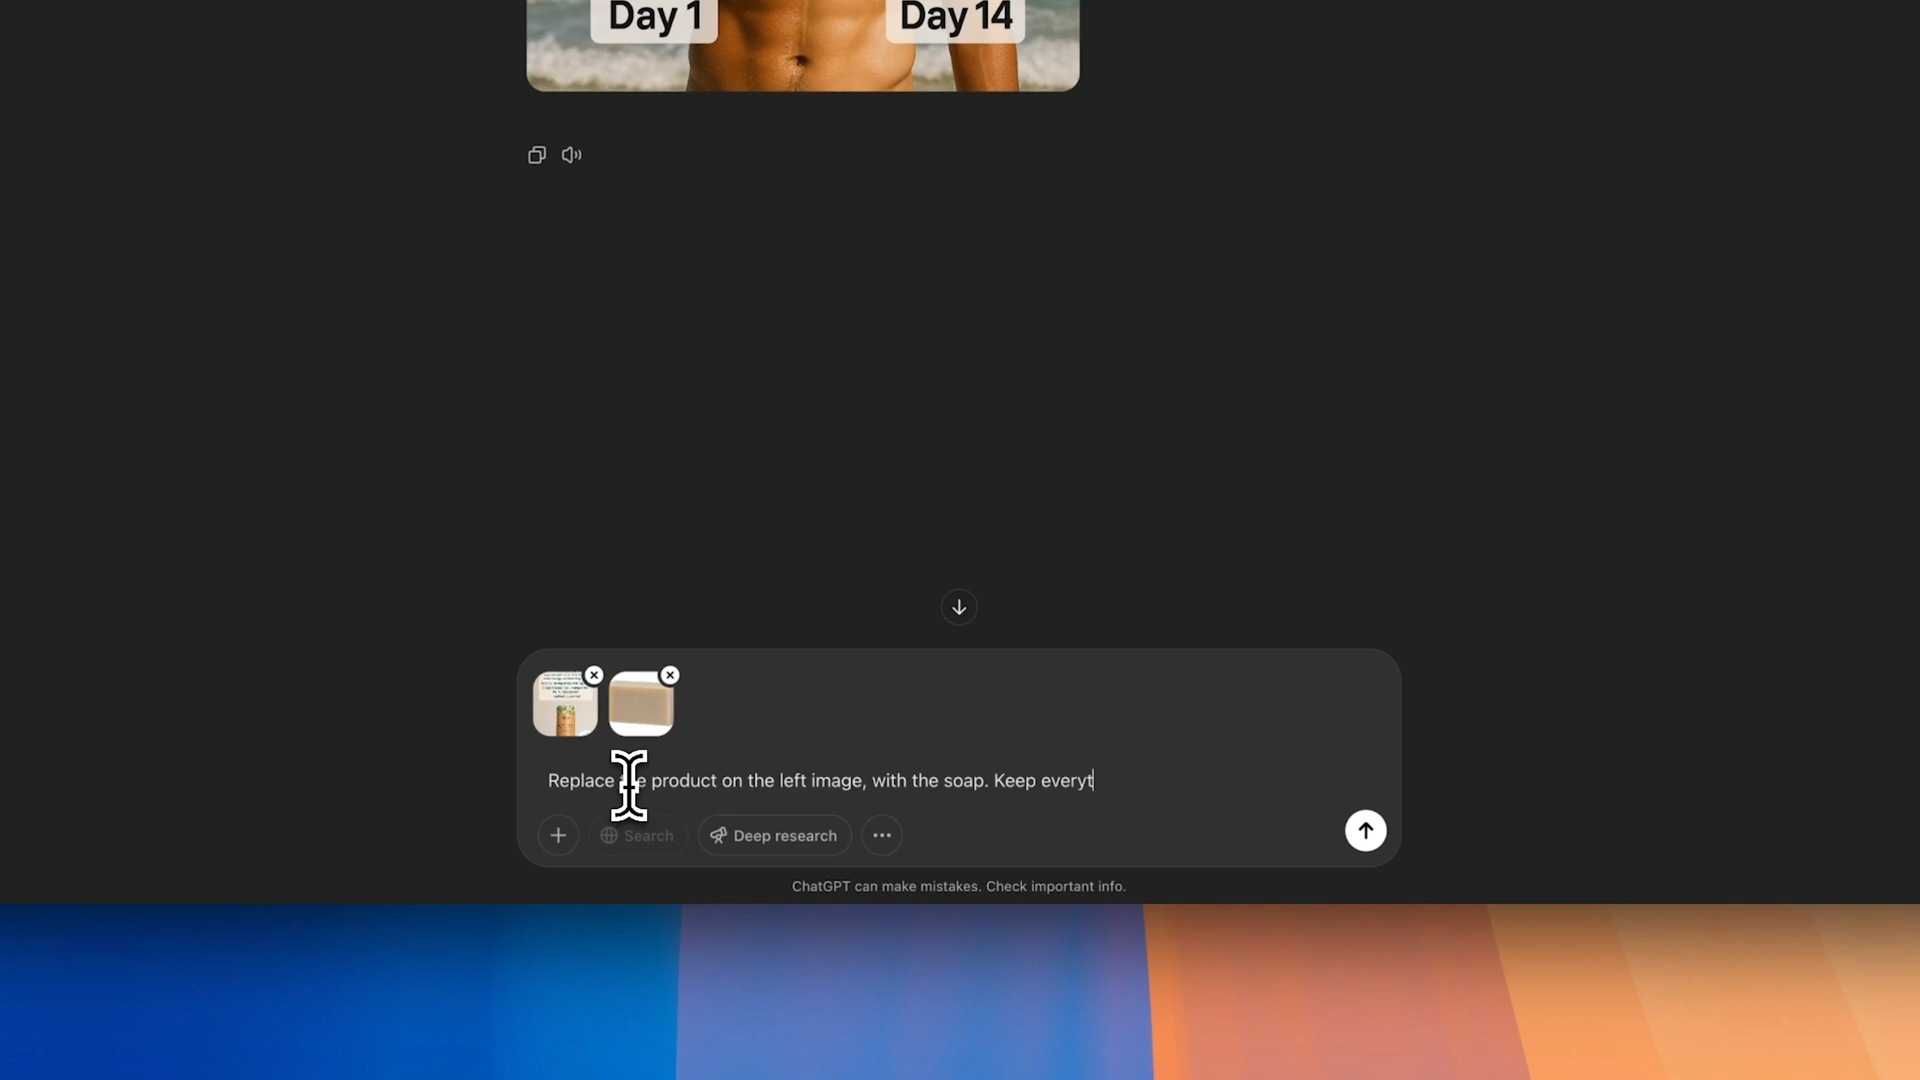 Day 1
Day 14
Replace product on the left image, with the soap. Keep everyt
Search
Deep research
ChatGPT can make mistakes. Check important info.